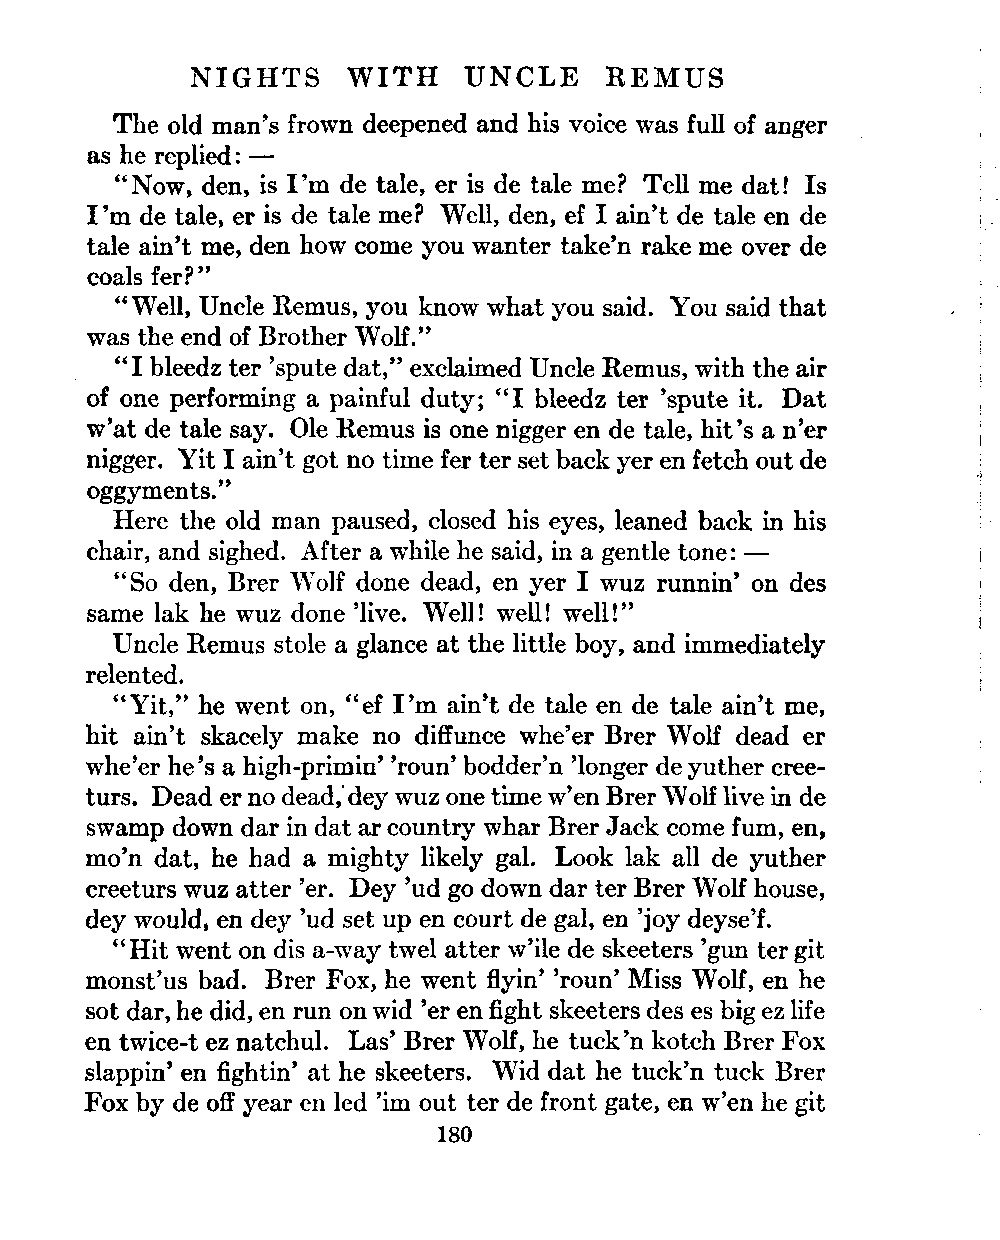 NIGHTS WITH UNCLE REMUS
The old man's frown deepened and his voice was full of anger
as he replied: —
"Now, den, is I'm de tale, er is de tale me? Tell me dat! Is
I'm de tale, er is de tale me? Well, den, ef I ain't de tale en de
tale ain't me, den how come you wanter take'n rake me over de
coals fer?"
"Well, Uncle Remus, you know what you said. You said that
was the end of Brother Wolf."
"I bleedz ter 'spute dat," exclaimed Uncle Remus, with the air
of one performing a painful duty; "I bleedz ter 'spute it. Dat
w'at de tale say. Ole Remus is one nigger en de tale, hit's a n'er
nigger. Yit I ain't got no time fer ter set back yer en fetch out de
oggyments."
Here the old man paused, closed his eyes, leaned back in his
chair, and sighed. After a while he said, in a gentle tone: —
"So den, Brer Wolf done dead, en yer I wuz runnin' on des
same lak he wuz done 'live. Well! well! well!"
Uncle Remus stole a glance at the little boy, and immediately
relented.
"Yit," he went on, "ef I'm ain't de tale en de tale ain't me,
hit ain't skacely make no diffunce whe'er Brer Wolf dead er
whe'er he's a high-primin' 'roun' bodder'n 'longer de yuther cree-
turs. Dead er no dead, dey wuz one time w'en Brer Wolf live in de
swamp down dar in dat ar country whar Brer Jack come fum, en,
mo'n dat, he had a mighty likely gal. Look lak all de yuther
creeturs wuz atter 'er. Dey 'ud go down dar ter Brer Wolf house,
dey would, en dey 'ud set up en court de gal, en 'joy deyse'f.
"Hit went on dis a-way twel atter w'ile de skeeters 'gun ter git
monst'us bad. Brer Fox, he went flyin' 'roun' Miss Wolf, en he
sot dar, he did, en run on wid 'er en fight skeeters des es big ez life
en twice-t ez natchul. Las' Brer Wolf, he tuck'n kotch Brer Fox
slappin' en fightin' at he skeeters. Wid dat he tuck'n tuck Brer
Fox by de off year en led 'im out ter de front gate, en w'en he git
180